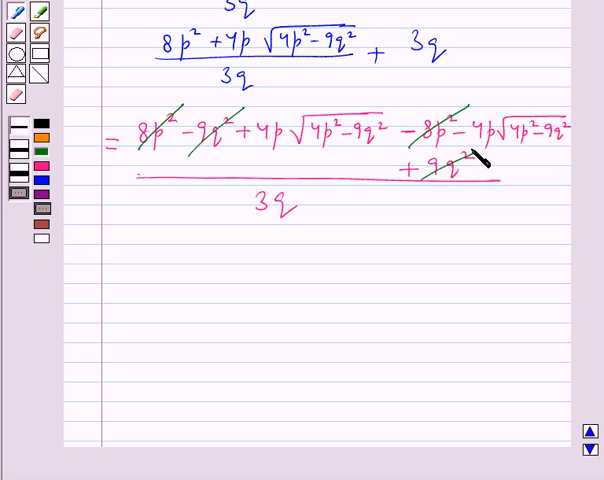 3q
8p² + 4p √4p² – 9q² + 3q
3q
= 8p² – 9q² + 4p √4p² – 9q² – 8p² – 4p √4p² – 9q²
+ 9q²
3q